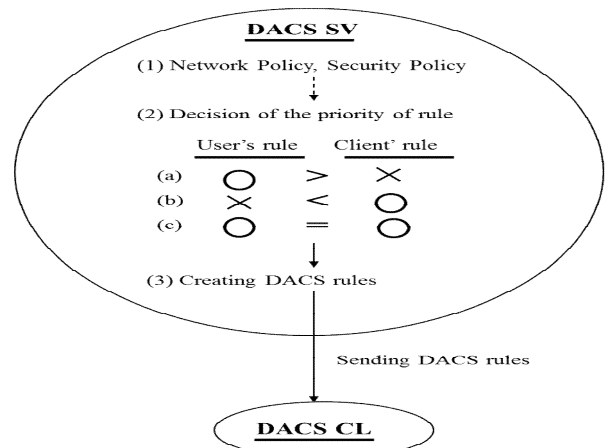 DACS SV
(1) Network Policy, Security Policy
(2) Decision of the priority of rule
User's rule Client' rule
(a) ○ > ×
(b) × < ○
(c) ○ = ○
(3) Creating DACS rules
Sending DACS rules
DACS CL